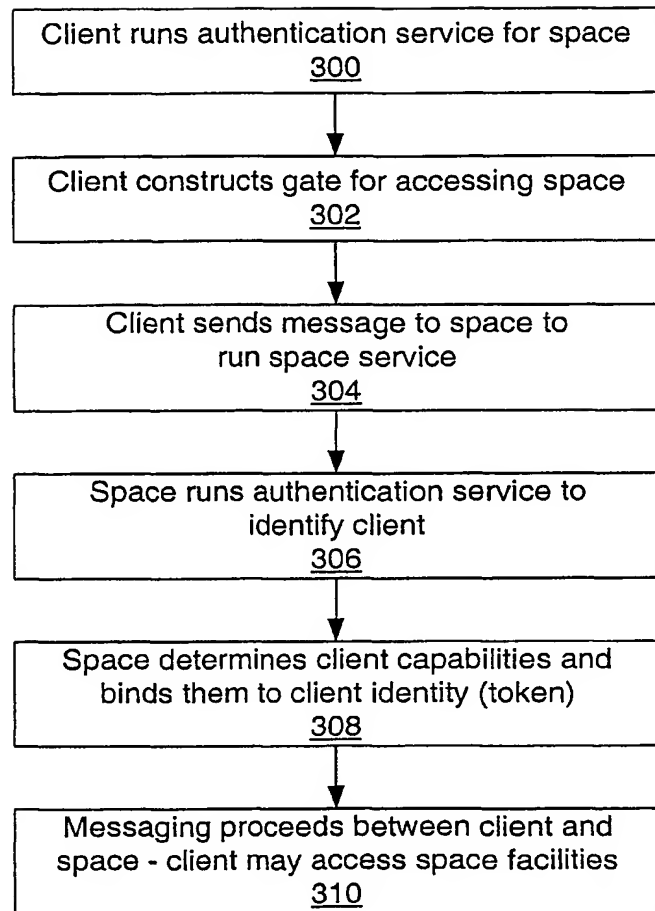 Client runs authentication service for space
300
Client constructs gate for accessing space
302
Client sends message to space to
run space service
304
Space runs authentication service to
identify client
306
Space determines client capabilities and
binds them to client identity (token)
308
Messaging proceeds between client and
space - client may access space facilities
310